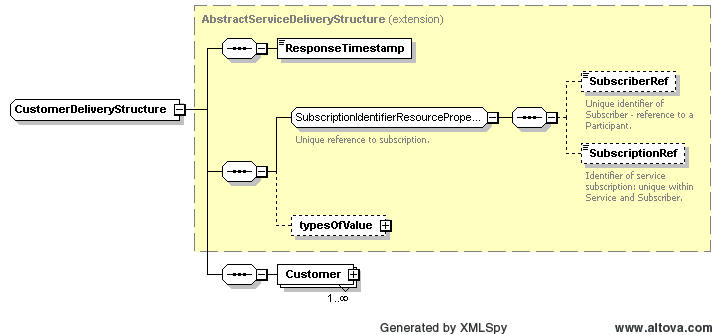 AbstractServiceDeliveryStructure (extension)
ResponseTimestamp
CustomerDeliveryStructure
SubscriptionIdentifierResourcePrope...
Unique reference to subscription.
SubscriberRef
Unique identifier of
Subscriber - reference to a
Participant.
SubscriptionRef
Identifier of service
subscription: unique within
Service and Subscriber.
typesOfValue
Customer
1..∞
Generated by XMLSpy
www.altova.com